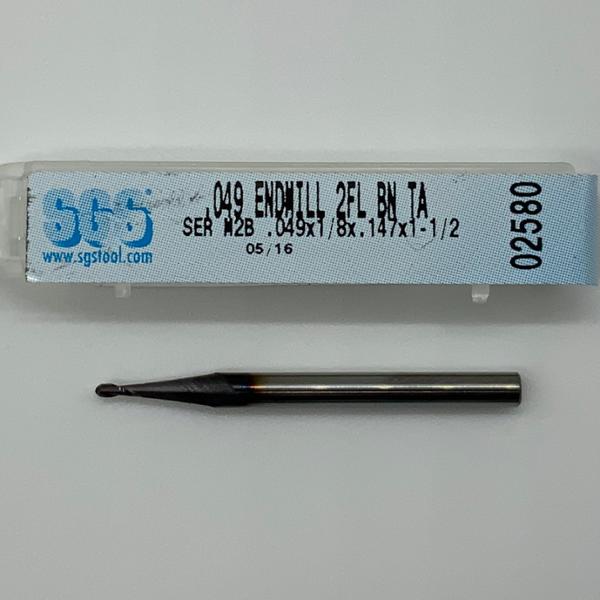 SGS®
www.sgstool.com
.049 ENDMILL 2FL BN TA
SER M2B .049x1/8x.147x1-1/2
05/16
02580